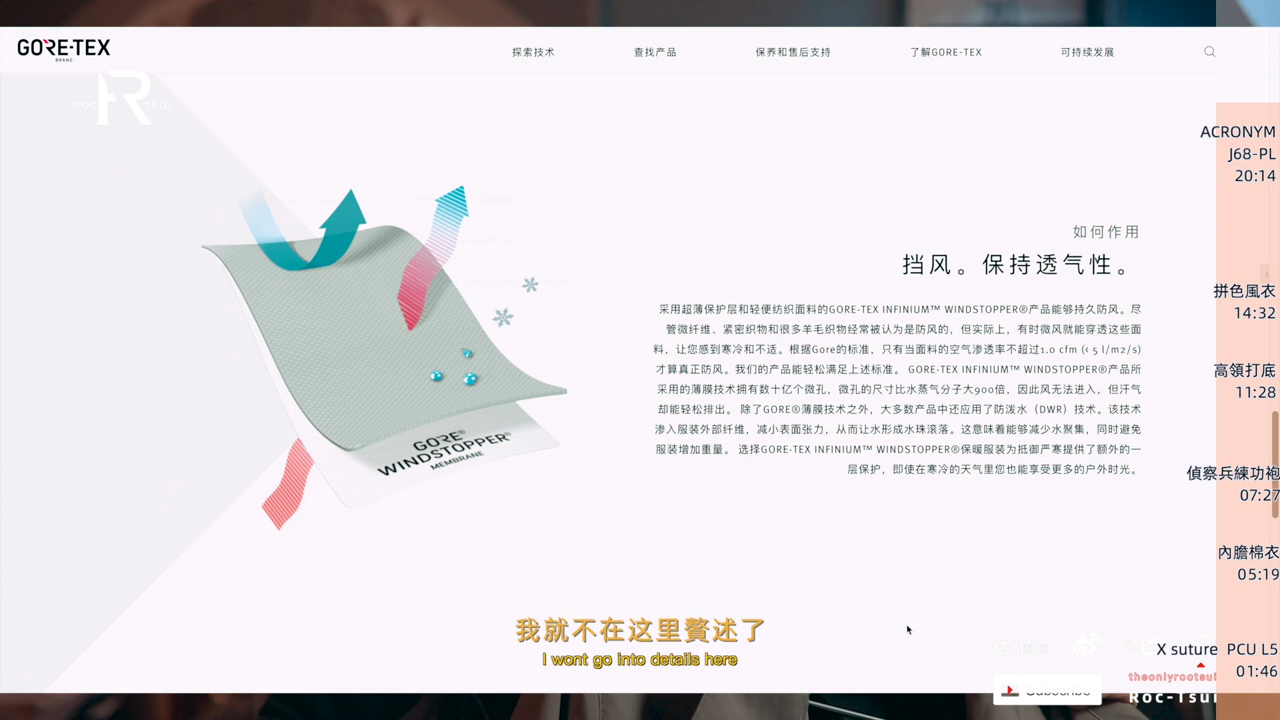 GORE-TEX
BRAND
探索技术
查找产品
保养和售后支持
了解GORE-TEX
可持续发展
ROC R TSUI
ACRONYM
J68-PL
20:14
如何作用
挡风。保持透气性。
采用超薄保护层和轻便纺织面料的GORE-TEX INFINIUM™ WINDSTOPPER®产品能够持久防风。尽
管微纤维、紧密织物和很多羊毛织物经常被认为是防风的，但实际上，有时微风就能穿透这些面
料，让您感到寒冷和不适。根据Gore的标准，只有当面料的空气渗透率不超过1.0 cfm (< 5 l/m2/s)
才算真正防风。我们的产品能轻松满足上述标准。 GORE-TEX INFINIUM™ WINDSTOPPER®产品所
采用的薄膜技术拥有数十亿个微孔，微孔的尺寸比水蒸气分子大900倍，因此风无法进入，但汗气
却能轻松排出。 除了GORE®薄膜技术之外，大多数产品中还应用了防泼水（DWR）技术。该技术
渗入服装外部纤维，减小表面张力，从而让水形成水珠滚落。这意味着能够减少水聚集，同时避免
服装增加重量。 选择GORE-TEX INFINIUM™ WINDSTOPPER®保暖服装为抵御严寒提供了额外的一
层保护，即使在寒冷的天气里您也能享受更多的户外时光。
GORE®
WINDSTOPPER®
MEMBRANE
拼色風衣
14:32
高領打底
11:28
偵察兵練功袍
07:27
內膽棉衣
05:19
我就不在这里赘述了
I wont go into details here
X suture
PCU L5
01:46
theonlyrootsui
Subscribe
Roc-Tsui